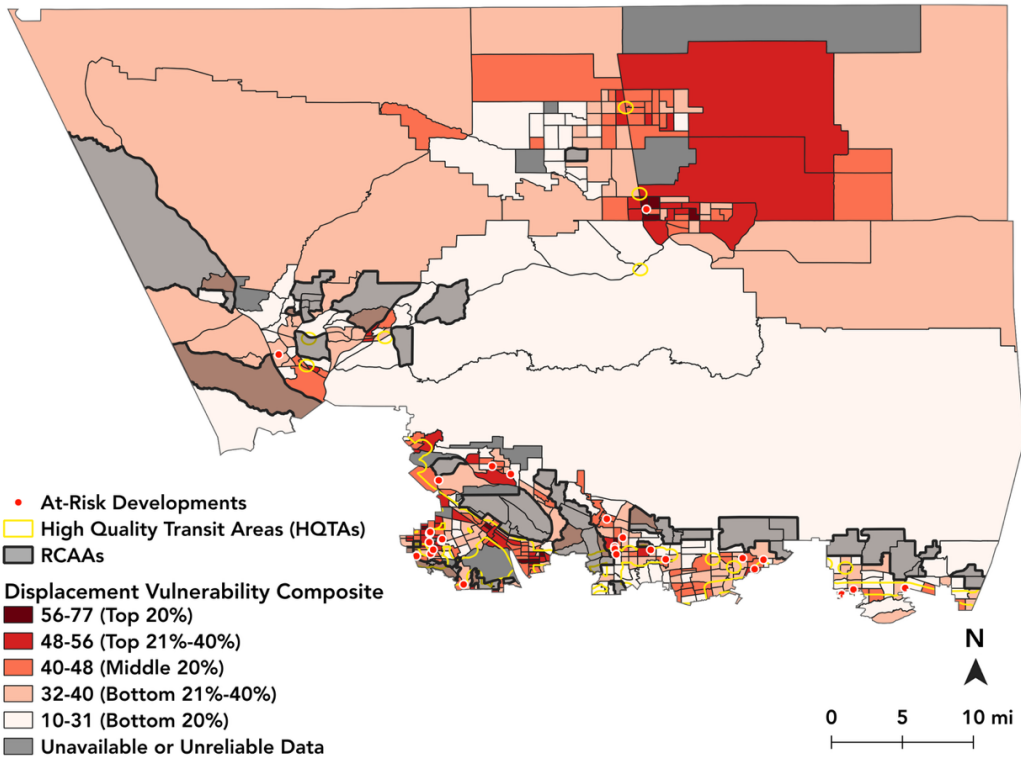 At-Risk Developments
High Quality Transit Areas (HQTAs)
RCAAs
Displacement Vulnerability Composite
56-77 (Top 20%)
48-56 (Top 21%-40%)
40-48 (Middle 20%)
32-40 (Bottom 21%-40%)
10-31 (Bottom 20%)
Unavailable or Unreliable Data
N
0 5 10 mi